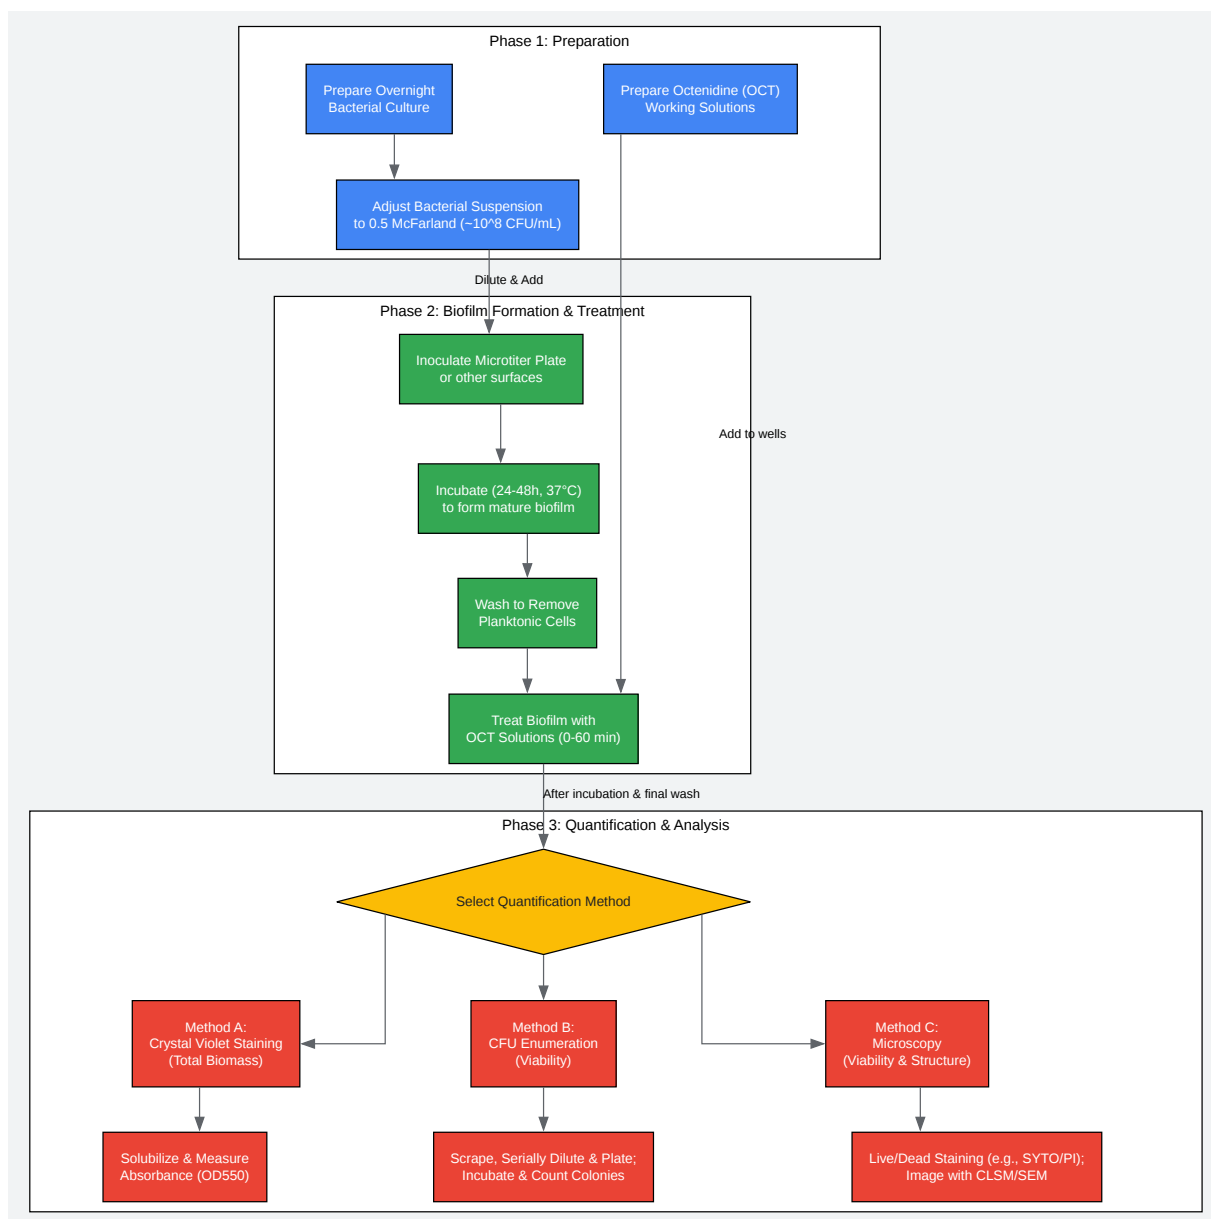 Phase 1: Preparation
Prepare Overnight
Bacterial Culture
Prepare Octenidine (OCT)
Working Solutions
Adjust Bacterial Suspension
to 0.5 McFarland (~10^8 CFU/mL)
Dilute & Add
Phase 2: Biofilm Formation & Treatment
Inoculate Microtiter Plate
or other surfaces
Add to wells
Incubate (24-48h, 37°C)
to form mature biofilm
Wash to Remove
Planktonic Cells
Treat Biofilm with
OCT Solutions (0-60 min)
After incubation & final wash
Phase 3: Quantification & Analysis
Select Quantification Method
Method A:
Crystal Violet Staining
(Total Biomass)
Method B:
CFU Enumeration
(Viability)
Method C:
Microscopy
(Viability & Structure)
Solubilize & Measure
Absorbance (OD550)
Scrape, Serially Dilute & Plate;
Incubate & Count Colonies
Live/Dead Staining (e.g., SYTO/PI);
Image with CLSM/SEM